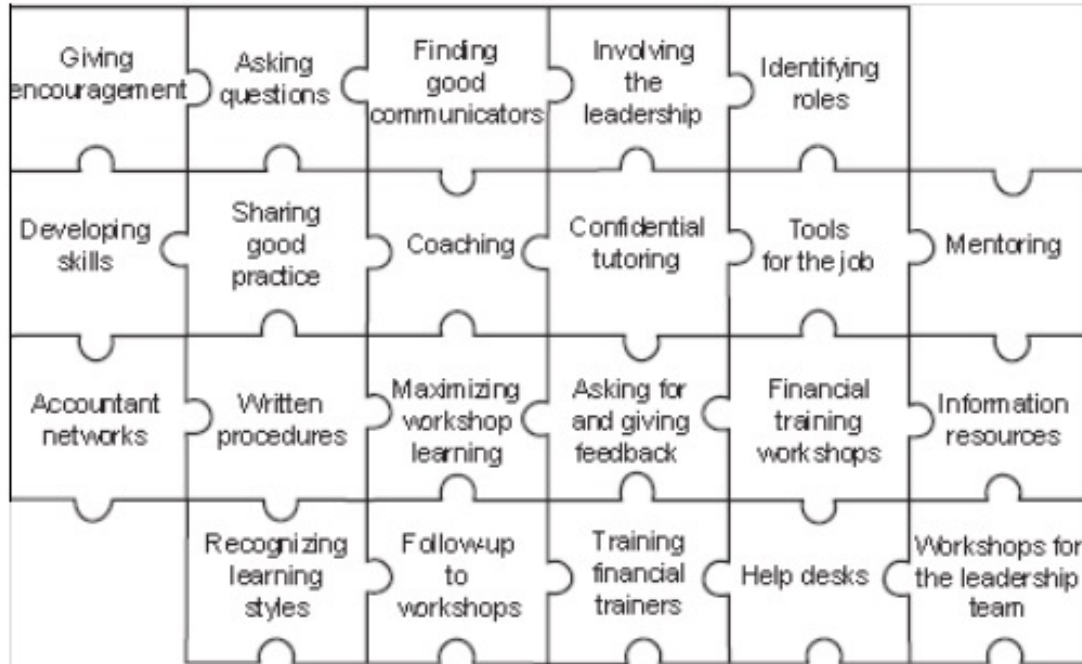 Giving
encouragement
Asking
questions
Finding
good
communicators
Involving
the
leadership
Identifying
roles
Developing
skills
Sharing
good
practice
Coaching
Confidential
tutoring
Tools
for the job
Mentoring
Accountant
networks
Written
procedures
Maximizing
workshop
learning
Asking for
and giving
feedback
Financial
training
workshops
Information
resources
Recognizing
learning
styles
Follow-up
to
workshops
Training
financial
trainers
Help desks
Workshops for
the leadership
team